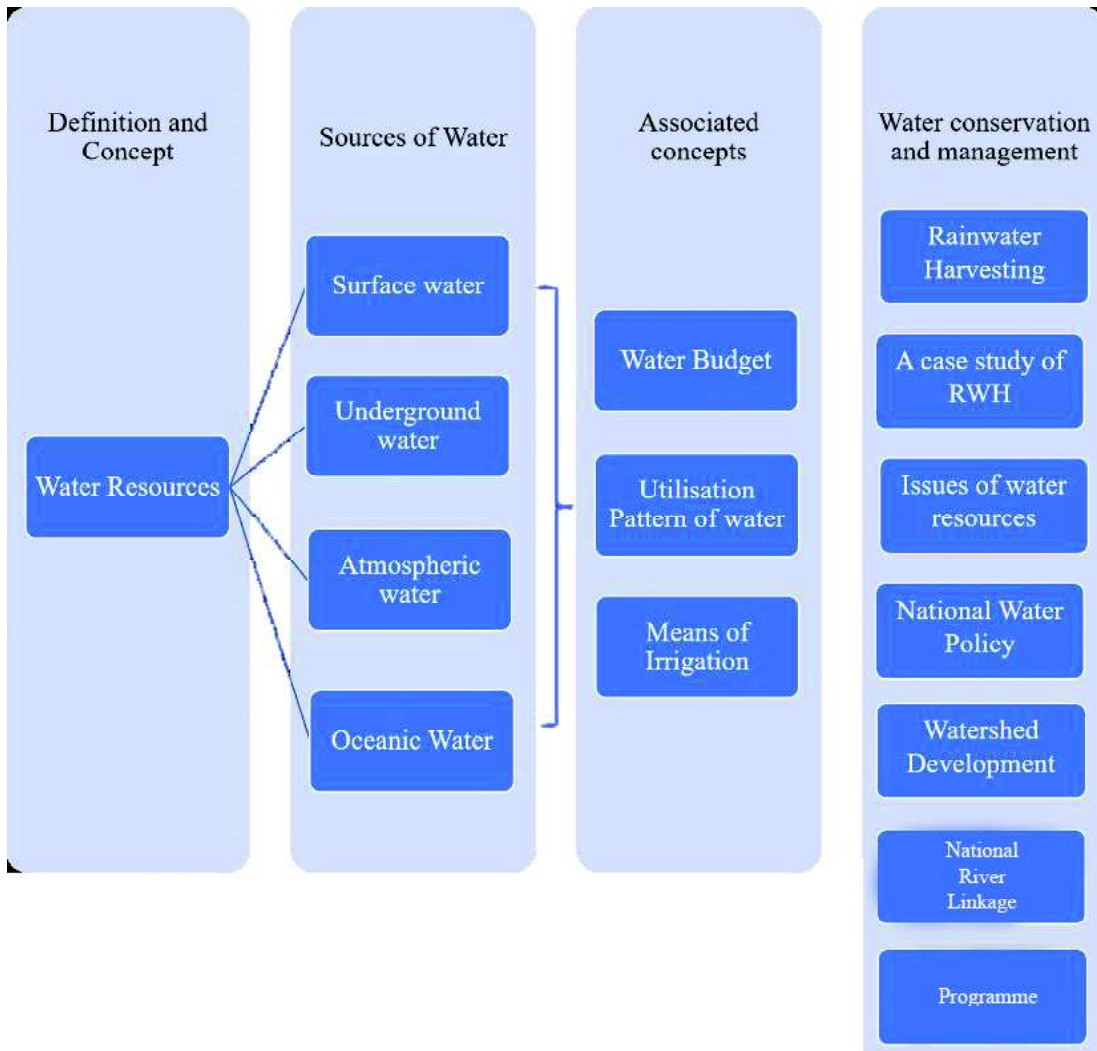 Definition and
Concept
Water Resources
Sources of Water
Surface water
Underground
water
Atmospheric
water
Oceanic Water
Associated
concepts
Water Budget
Utilisation
Pattern of water
Means of
Irrigation
Water conservation
and management
Rainwater
Harvesting
A case study of
RWH
Issues of water
resources
National Water
Policy
Watershed
Development
National
River
Linkage
Programme